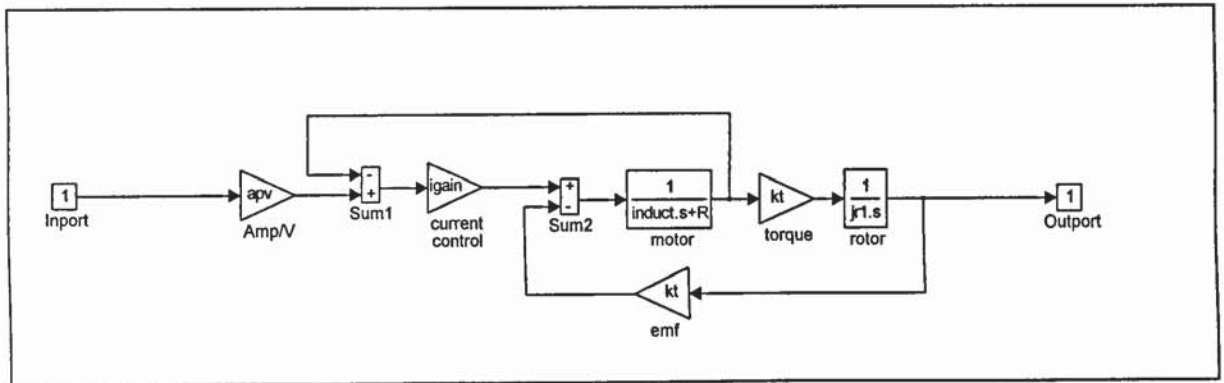 1
Inport
apv
Amp/V
-
+
Sum1
igain
current
control
+
-
Sum2
1
induct.s+R
motor
kt
torque
1
jr1.s
rotor
1
Outport
kt
emf